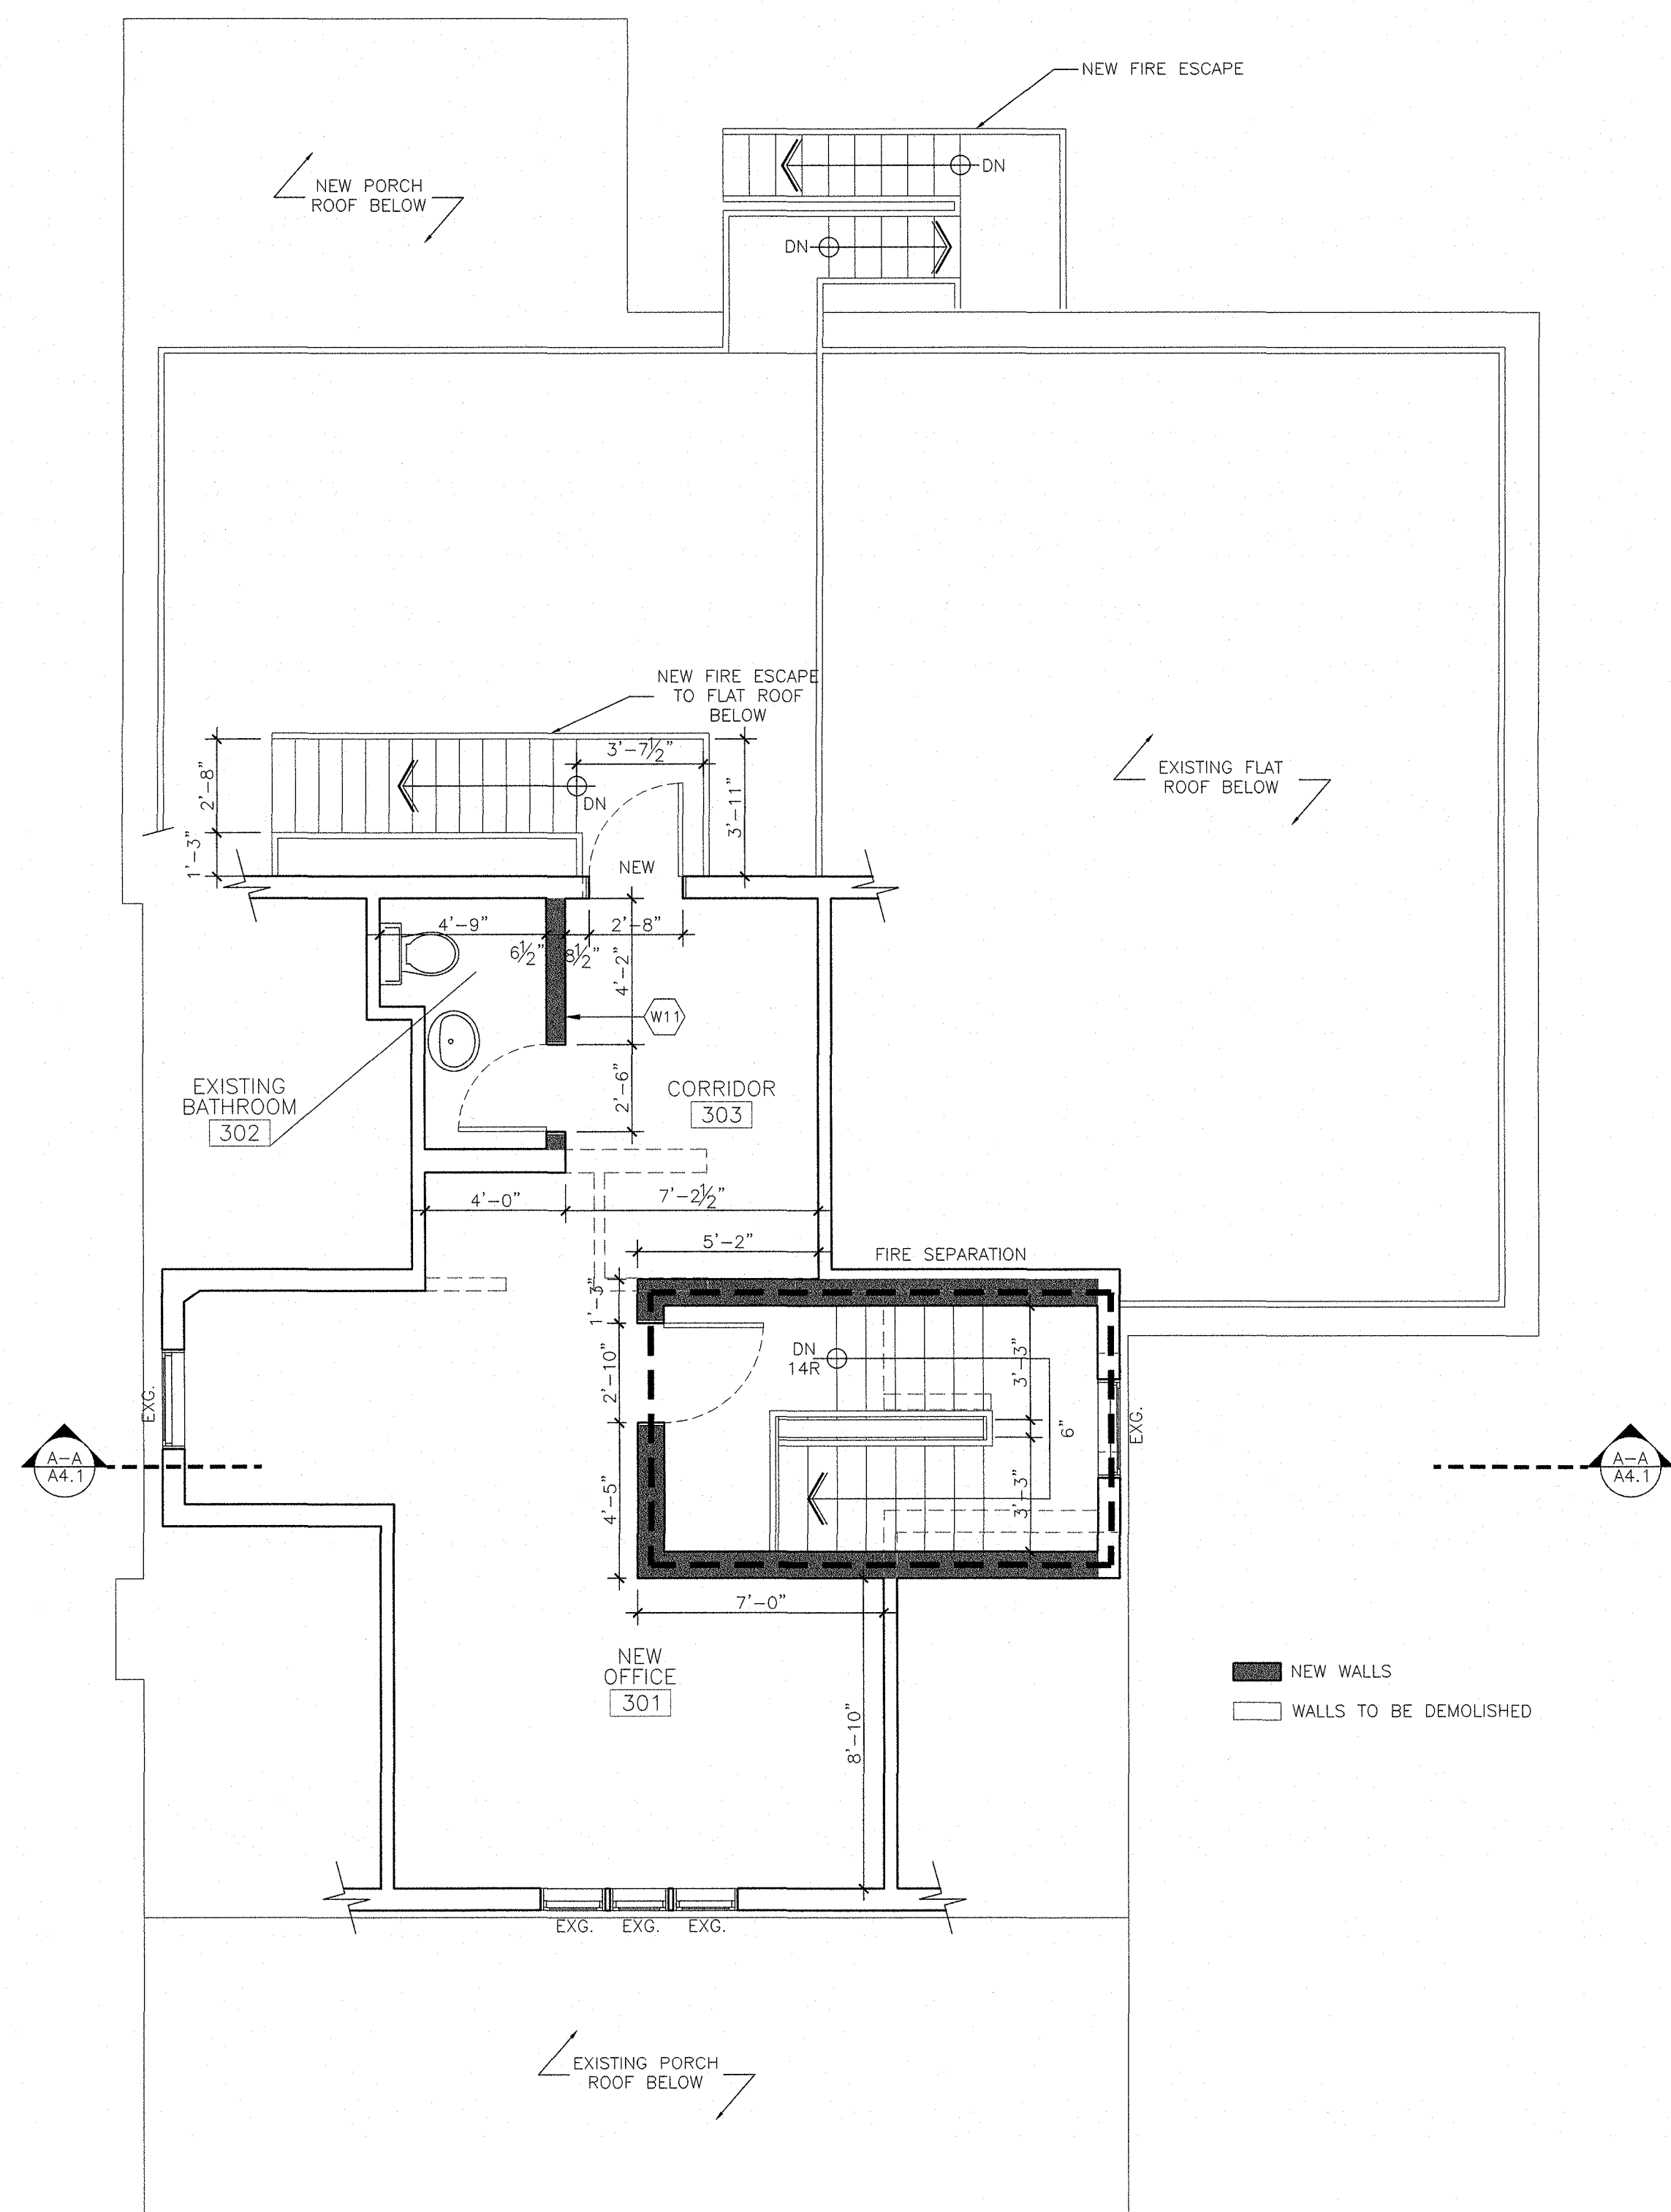 NEW FIRE ESCAPE
DN
NEW PORCH
ROOF BELOW
DN
NEW FIRE ESCAPE
TO FLAT ROOF
BELOW
3'-7½"
2'-8"
DN
3'-11"
EXISTING FLAT
ROOF BELOW
1'-3"
NEW
4'-9"
2'-8"
6½"
8½"
4'-2"
W11
EXISTING
BATHROOM
302
2'-6"
CORRIDOR
303
4'-0"
7'-2½"
5'-2"
FIRE SEPARATION
1'-3"
DN
14R
2'-10"
3'-3"
EXG.
6"
EXG.
A-A
A4.1
A-A
A4.1
4'-5"
3'-3"
7'-0"
NEW
OFFICE
301
NEW WALLS
WALLS TO BE DEMOLISHED
8'-10"
EXG. EXG. EXG.
EXISTING PORCH
ROOF BELOW